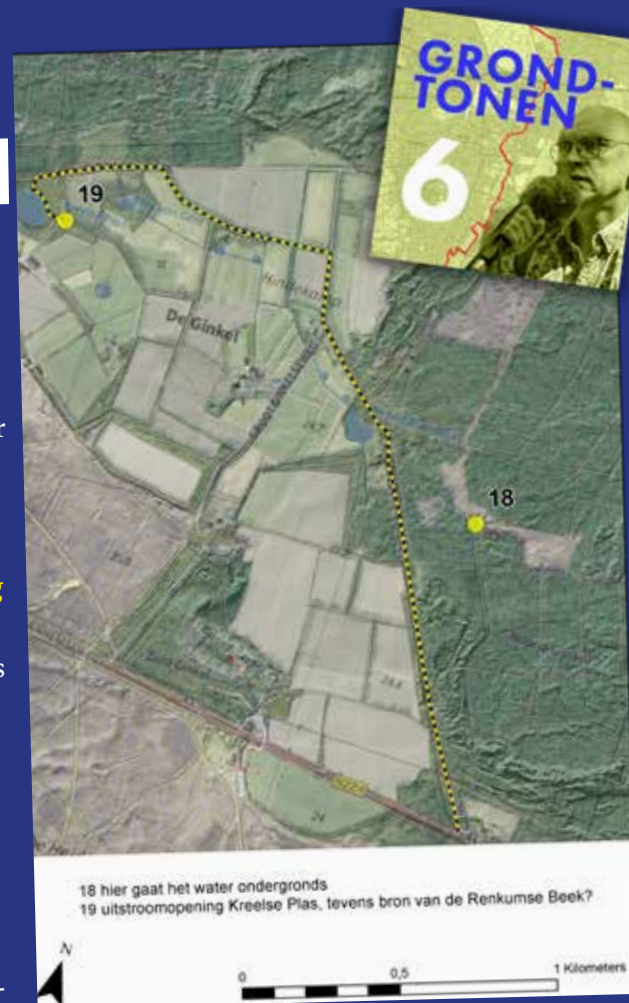 GROND-
TONEN
6
19
De Ginkel
18
24
18 hier gaat het water ondergronds
19 uitstroomopening Kreelse Plas, tevens bron van de Renkumse Beek?
N
0
0,5
1 Kilometers